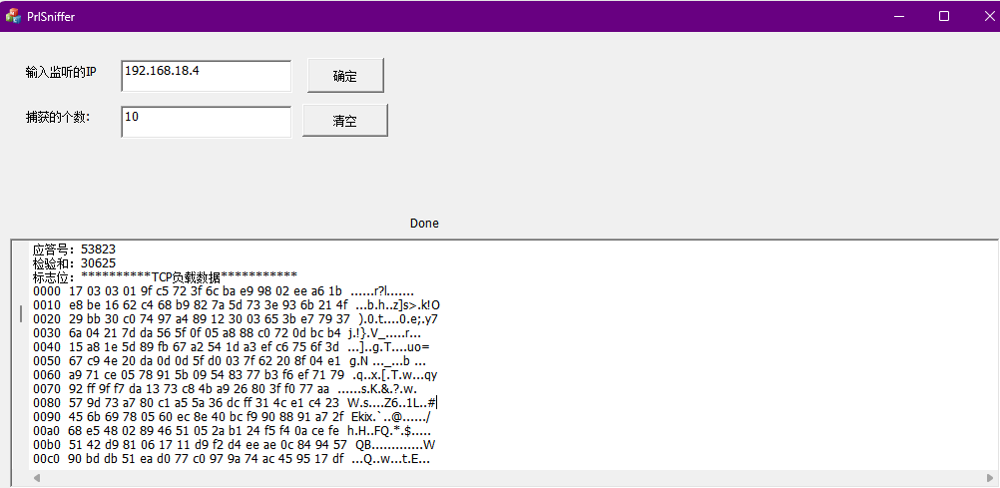 PrlSniffer
输入监听的IP 192.168.18.4 确定
捕获的个数: 10 清空
Done
应答号：53823
检验和：30625
标志位：**********TCP负载数据***********
0000 17 03 03 01 9f c5 72 3f 6c ba e9 98 02 ee a6 1b ......r?l.......
0010 e8 be 16 62 c4 68 b9 82 7a 5d 73 3e 93 6b 21 4f ...b.h..z]s>.k!O
0020 29 bb 30 c0 74 97 a4 89 12 30 03 65 3b e7 79 37 ).0.t....0.e;.y7
0030 6a 04 21 7d da 56 5f 0f 05 a8 88 c0 72 0d bc b4 j.!}.V_.....r...
0040 15 a8 1e 5d 89 fb 67 a2 54 1d a3 ef c6 75 6f 3d ...]..g.T....uo=
0050 67 c9 4e 20 da 0d 0d 5f d0 03 7f 62 20 8f 04 e1 g.N ..._...b ...
0060 a9 71 ce 05 78 91 5b 09 54 83 77 b3 f6 ef 71 79 .q..x.[.T.w...qy
0070 92 ff 9f f7 da 13 73 c8 4b a9 26 80 3f f0 77 aa ......s.K.&.?.w.
0080 57 9d 73 a7 80 c1 a5 5a 36 dc ff 31 4c e1 c4 23 W.s....Z6..1L..#
0090 45 6b 69 78 05 60 ec 8e 40 bc f9 90 88 91 a7 2f Ekix.`..@....../
00a0 68 e5 48 02 89 46 51 05 2a b1 24 f5 f4 0a ce fe h.H..FQ.*.$.....
00b0 51 42 d9 81 06 17 11 d9 f2 d4 ee ae 0c 84 94 57 QB.............W
00c0 90 bd db 51 ea d0 77 c0 97 9a 74 ac 45 95 17 df ...Q..w...t.E...